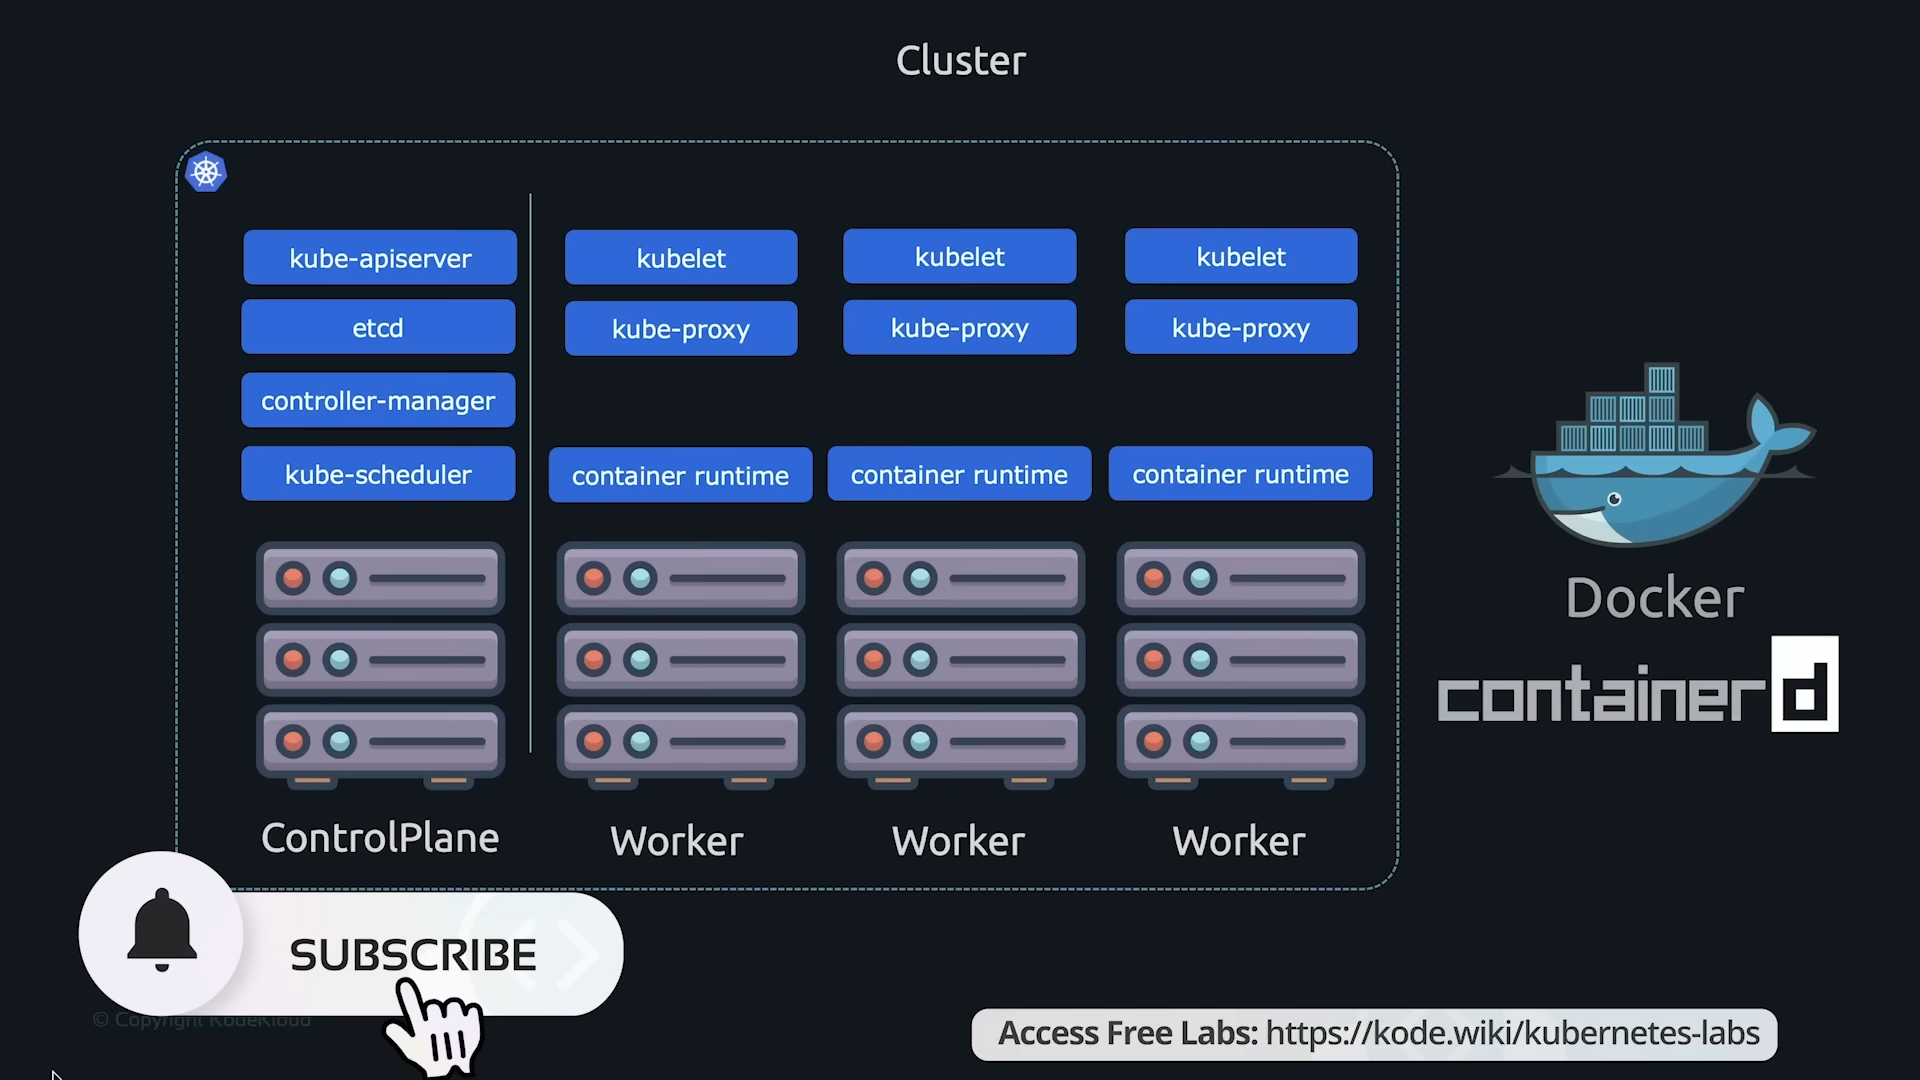 Cluster
kube-apiserver
etcd
controller-manager
kube-scheduler
ControlPlane
kubelet
kube-proxy
container runtime
Worker
kubelet
kube-proxy
container runtime
Worker
kubelet
kube-proxy
container runtime
Worker
Docker
containerd
SUBSCRIBE
© Copyright KodeKloud
Access Free Labs: https://kode.wiki/kubernetes-labs